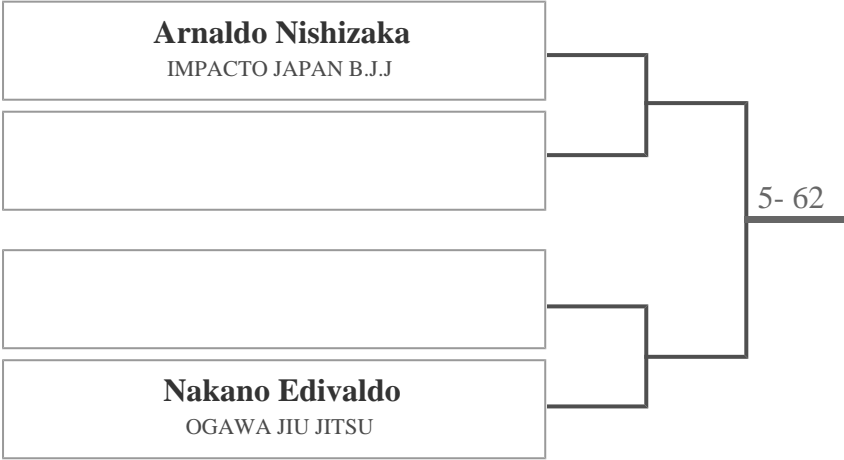 Arnaldo Nishizaka
IMPACTO JAPAN B.J.J
5- 62
Nakano Edivaldo
OGAWA JIU JITSU